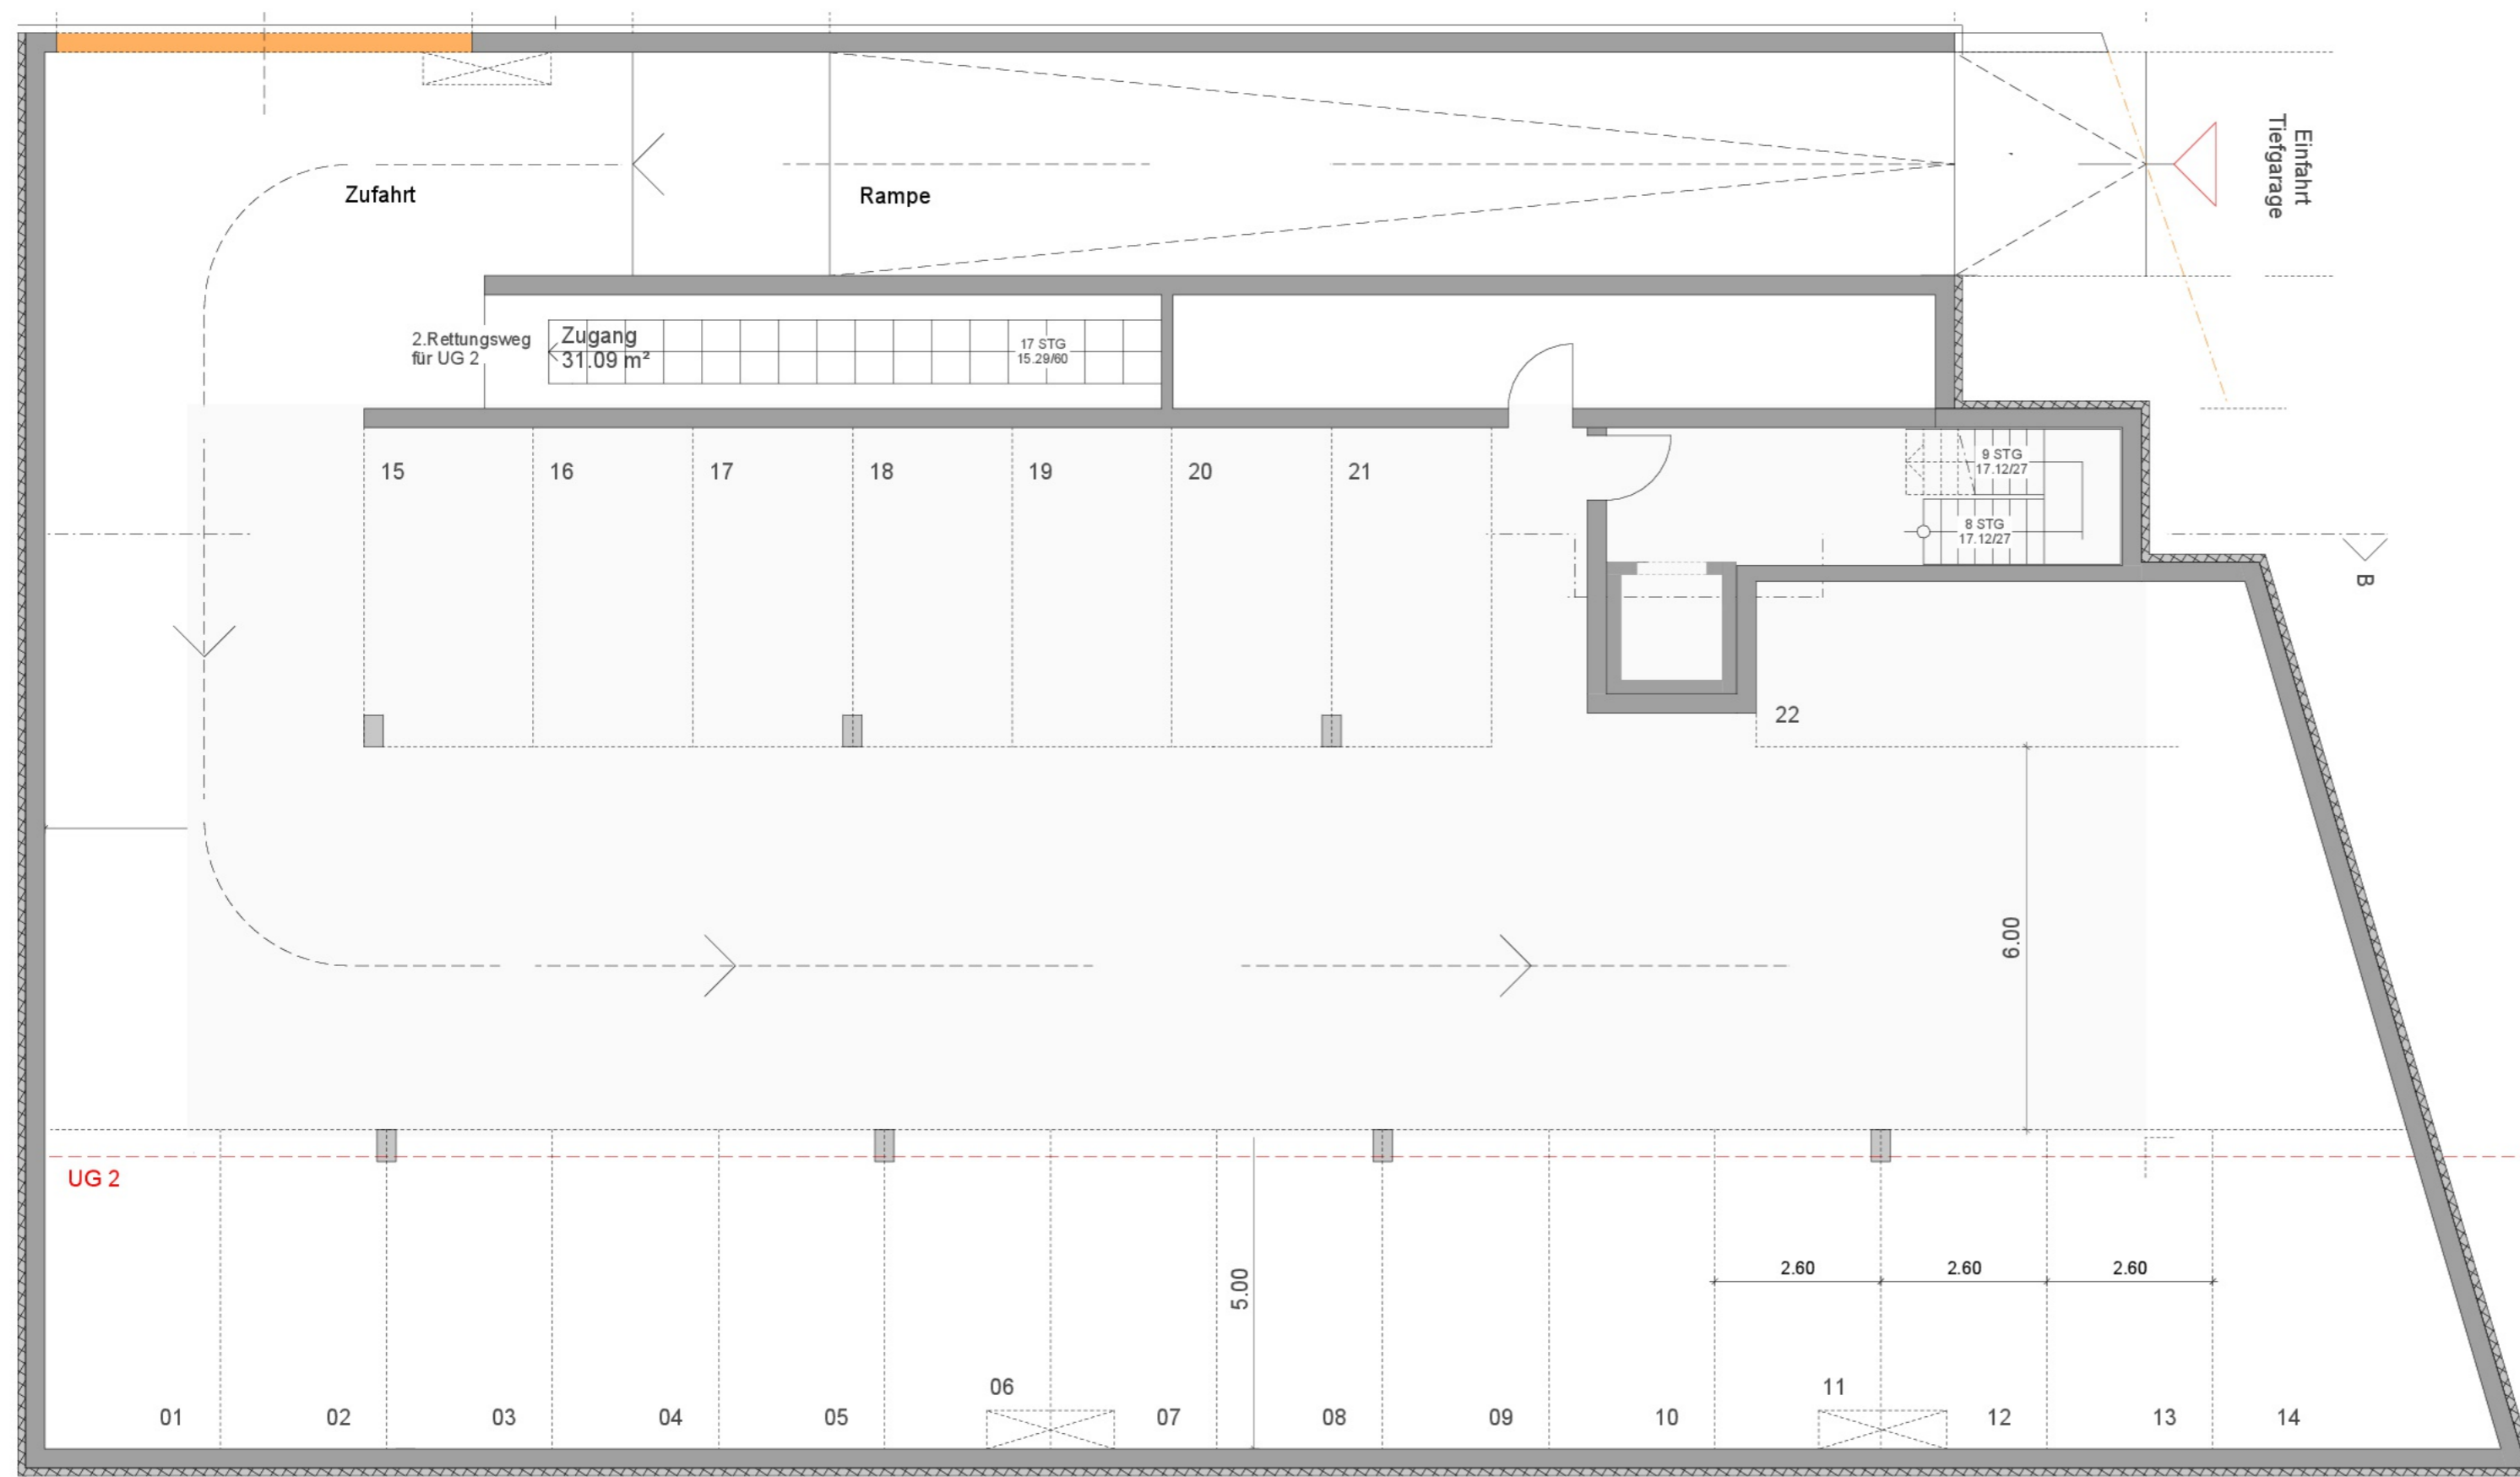 Einfahrt
Tiefgarage
Zufahrt
Rampe
2.Rettungsweg
für UG 2
Zugang
31.09 m²
17 STG
15.29/60
15
16
17
18
19
20
21
9 STG
17.12/27
8 STG
17.12/27
B
22
6.00
UG 2
2.60
2.60
2.60
5.00
06
11
01
02
03
04
05
07
08
09
10
12
13
14